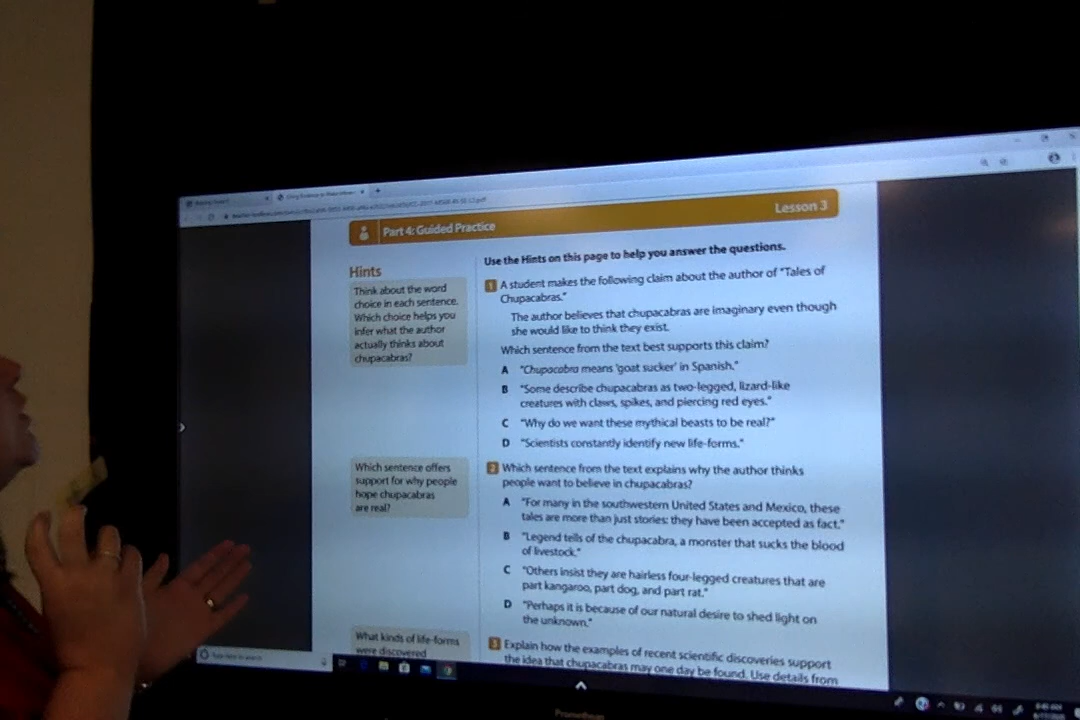 Part 4: Guided Practice
Lesson 3
Hints
Think about the word
choice in each sentence.
Which choice helps you
infer what the author
actually thinks about
chupacabras?
Use the Hints on this page to help you answer the questions.
1 A student makes the following claim about the author of "Tales of
Chupacabras."
The author believes that chupacabras are imaginary even though
she would like to think they exist.
Which sentence from the text best supports this claim?
A "Chupacabra means 'goat sucker' in Spanish."
B "Some describe chupacabras as two-legged, lizard-like
creatures with claws, spikes, and piercing red eyes."
C "Why do we want these mythical beasts to be real?"
D "Scientists constantly identify new life-forms."
Which sentence offers
support for why people
hope chupacabras
are real?
2 Which sentence from the text explains why the author thinks
people want to believe in chupacabras?
A "For many in the southwestern United States and Mexico, these
tales are more than just stories: they have been accepted as fact."
B "Legend tells of the chupacabra, a monster that sucks the blood
of livestock."
C "Others insist they are hairless four-legged creatures that are
part kangaroo, part dog, and part rat."
D "Perhaps it is because of our natural desire to shed light on
the unknown."
What kinds of life-forms
were discovered
3 Explain how the examples of recent scientific discoveries support
the idea that chupacabras may one day be found. Use details from
Type here to search
Promethean